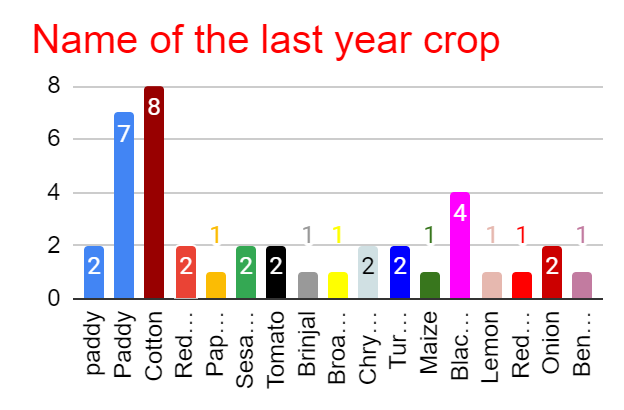 Name of the last year crop
8
6
4
2
0
2
7
8
2
1
2
2
1
1
2
2
1
4
1
1
2
1
paddy
Paddy
Cotton
Red...
Pap...
Sesa...
Tomato
Brinjal
Broa...
Chry...
Tur...
Maize
Blac...
Lemon
Red...
Onion
Ben...